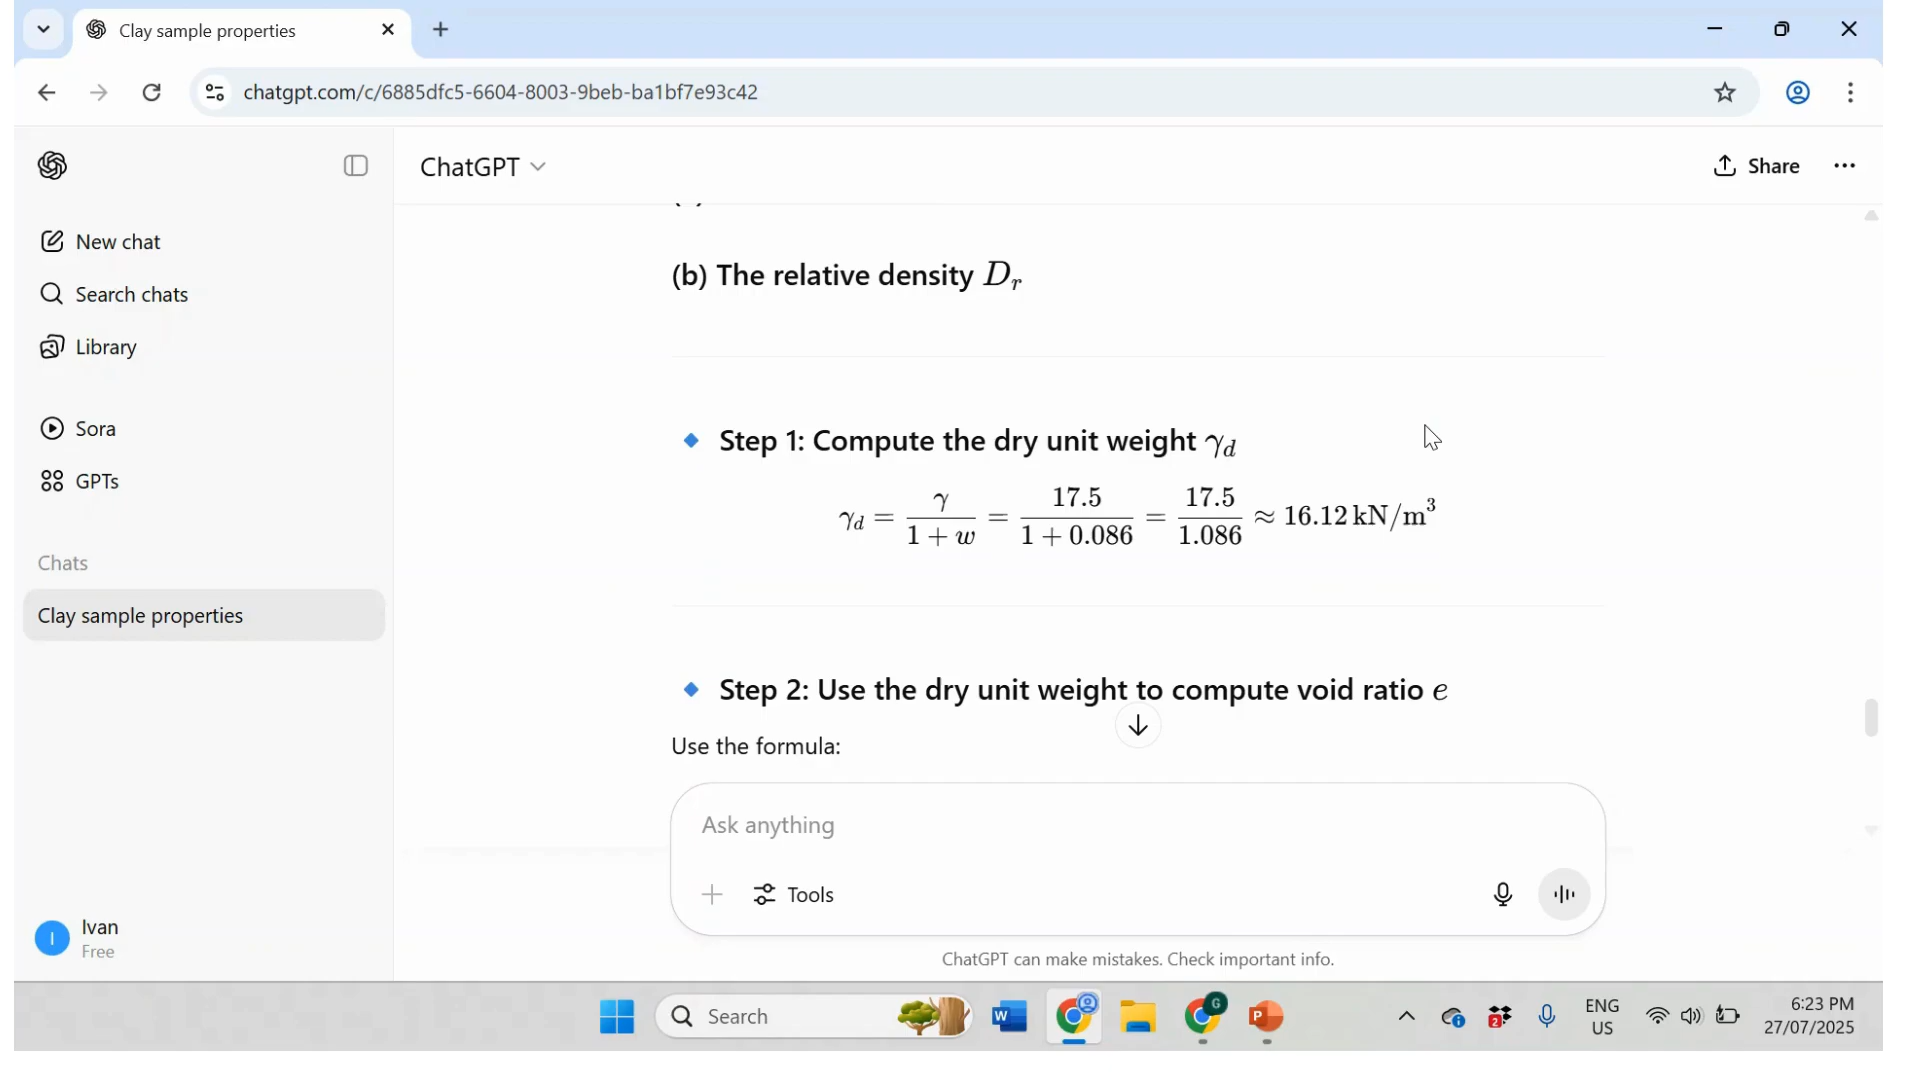 Clay sample properties
chatgpt.com/c/6885dfc5-6604-8003-9beb-ba1bf7e93c42
ChatGPT
Share
New chat
Search chats
Library
Sora
GPTs
Chats
Clay sample properties
I
Ivan
Free
(b) The relative density Dᵣ
Step 1: Compute the dry unit weight γ_d
γ_d = γ / (1 + w) = 17.5 / (1 + 0.086) = 17.5 / 1.086 ≈ 16.12 kN/m³
Step 2: Use the dry unit weight to compute void ratio e
Use the formula:
Ask anything
Tools
ChatGPT can make mistakes. Check important info.
Search
W
G
P
2
ENG
US
6:23 PM
27/07/2025